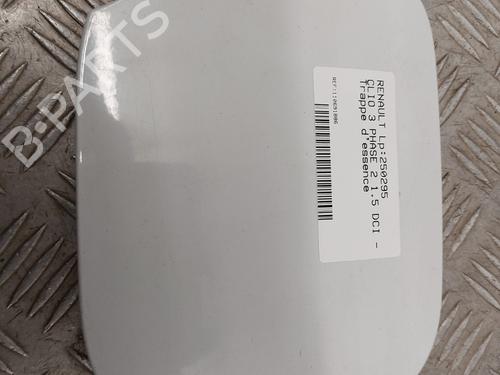 RENAULT Lp:250295
CLIO 3 PHASE 2 1.5 DCI -
Trappe d'essence
B-PARTS